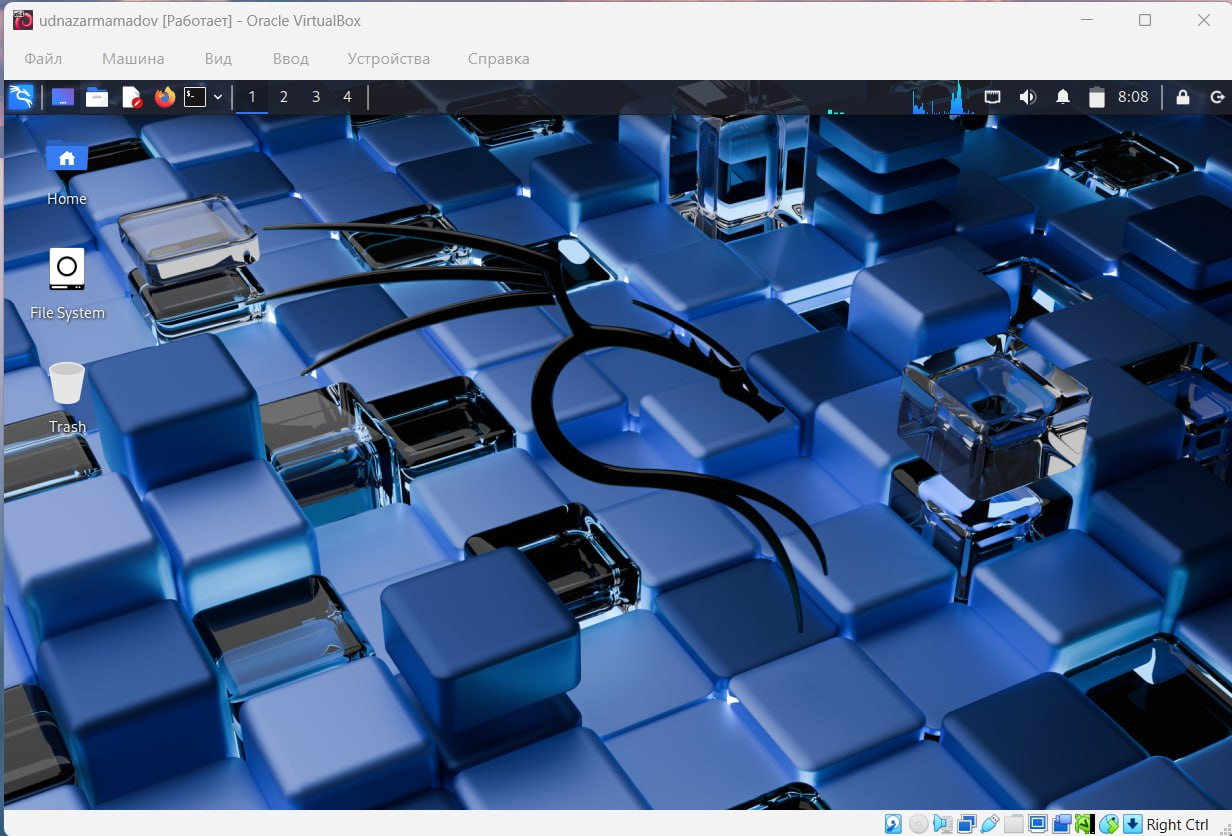 udnazarmamadov [Работает] - Oracle VirtualBox
Файл Машина Вид Ввод Устройства Справка
1 2 3 4 8:08
Home
File System
Trash
Right Ctrl